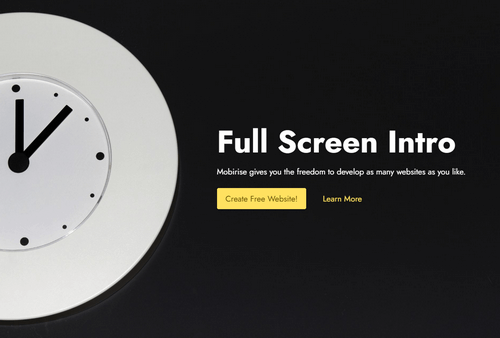 Full Screen Intro
Mobirise gives you the freedom to develop as many websites as you like.
Create Free Website!
Learn More